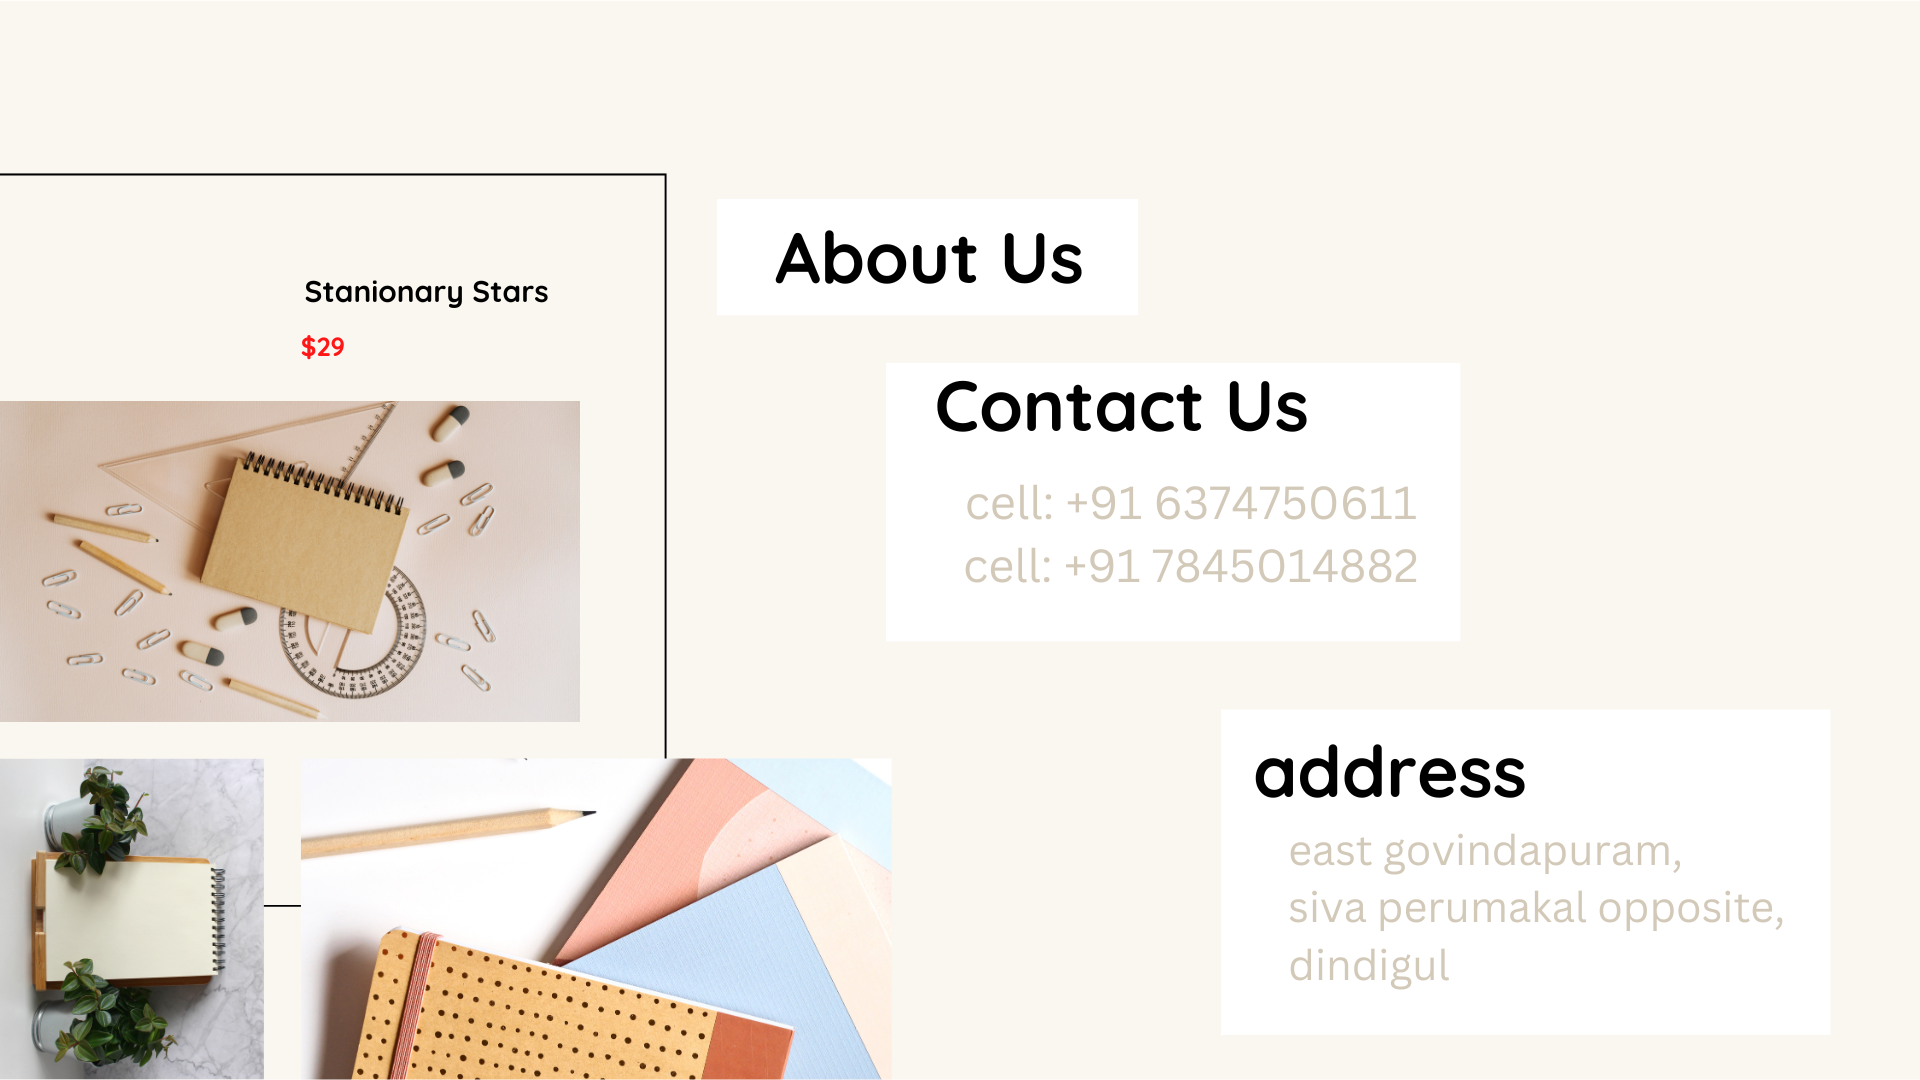 Stanionary Stars
$29
About Us
Contact Us
cell: +91 6374750611
cell: +91 7845014882
address
east govindapuram,
siva perumakal opposite,
dindigul